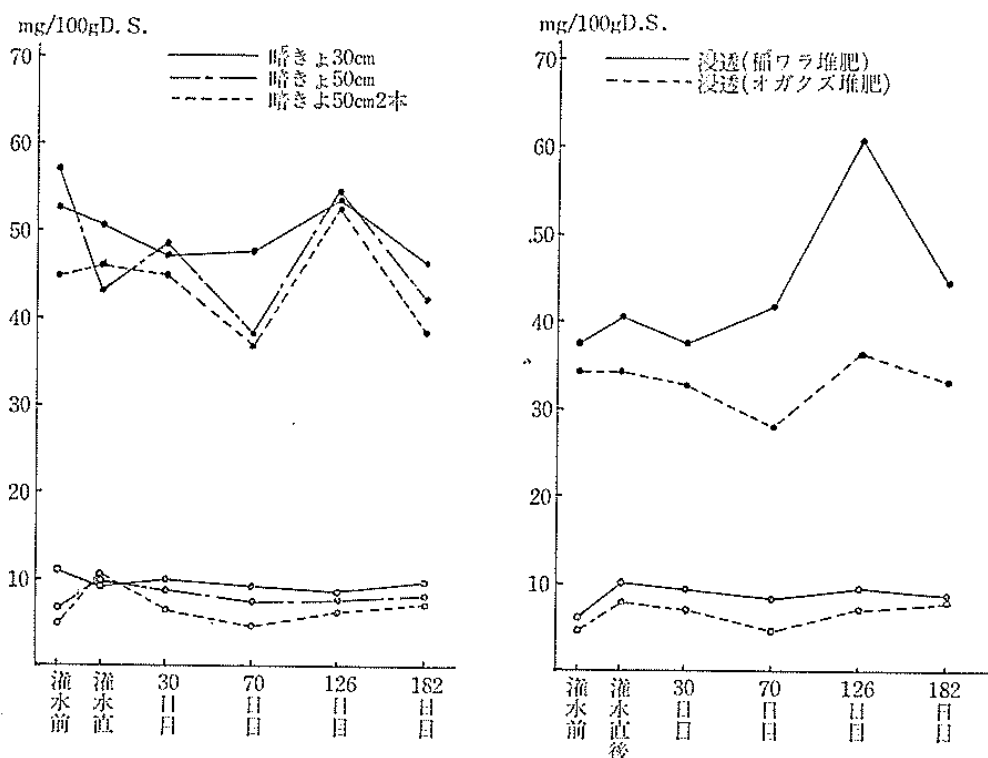 mg/100gD.S.
70
60
50
40
30
20
10
暗きょ30cm
暗きょ50cm
暗きよ50cm2本
灌水前
灌水直
30日目
70日目
126日目
182日目
mg/100gD.S.
70
60
.50
40
30
20
10
浸透(稲ワラ堆肥)
浸透(オガクズ堆肥)
灌水前
灌水直後
30日目
70日目
126日目
182日目